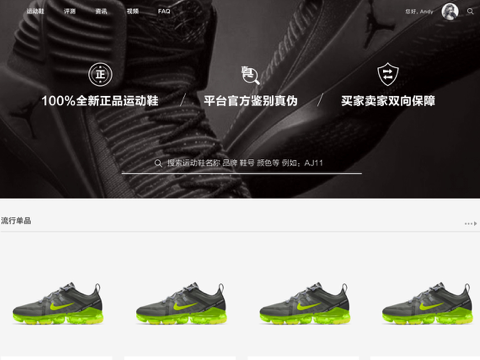 运动鞋 评测 资讯 视频 FAQ 您好, Andy
正
100%全新正品运动鞋 / 平台官方鉴别真伪 / 买家卖家双向保障
搜索运动鞋名称 品牌 鞋号 颜色等 例如：AJ11
流行单品